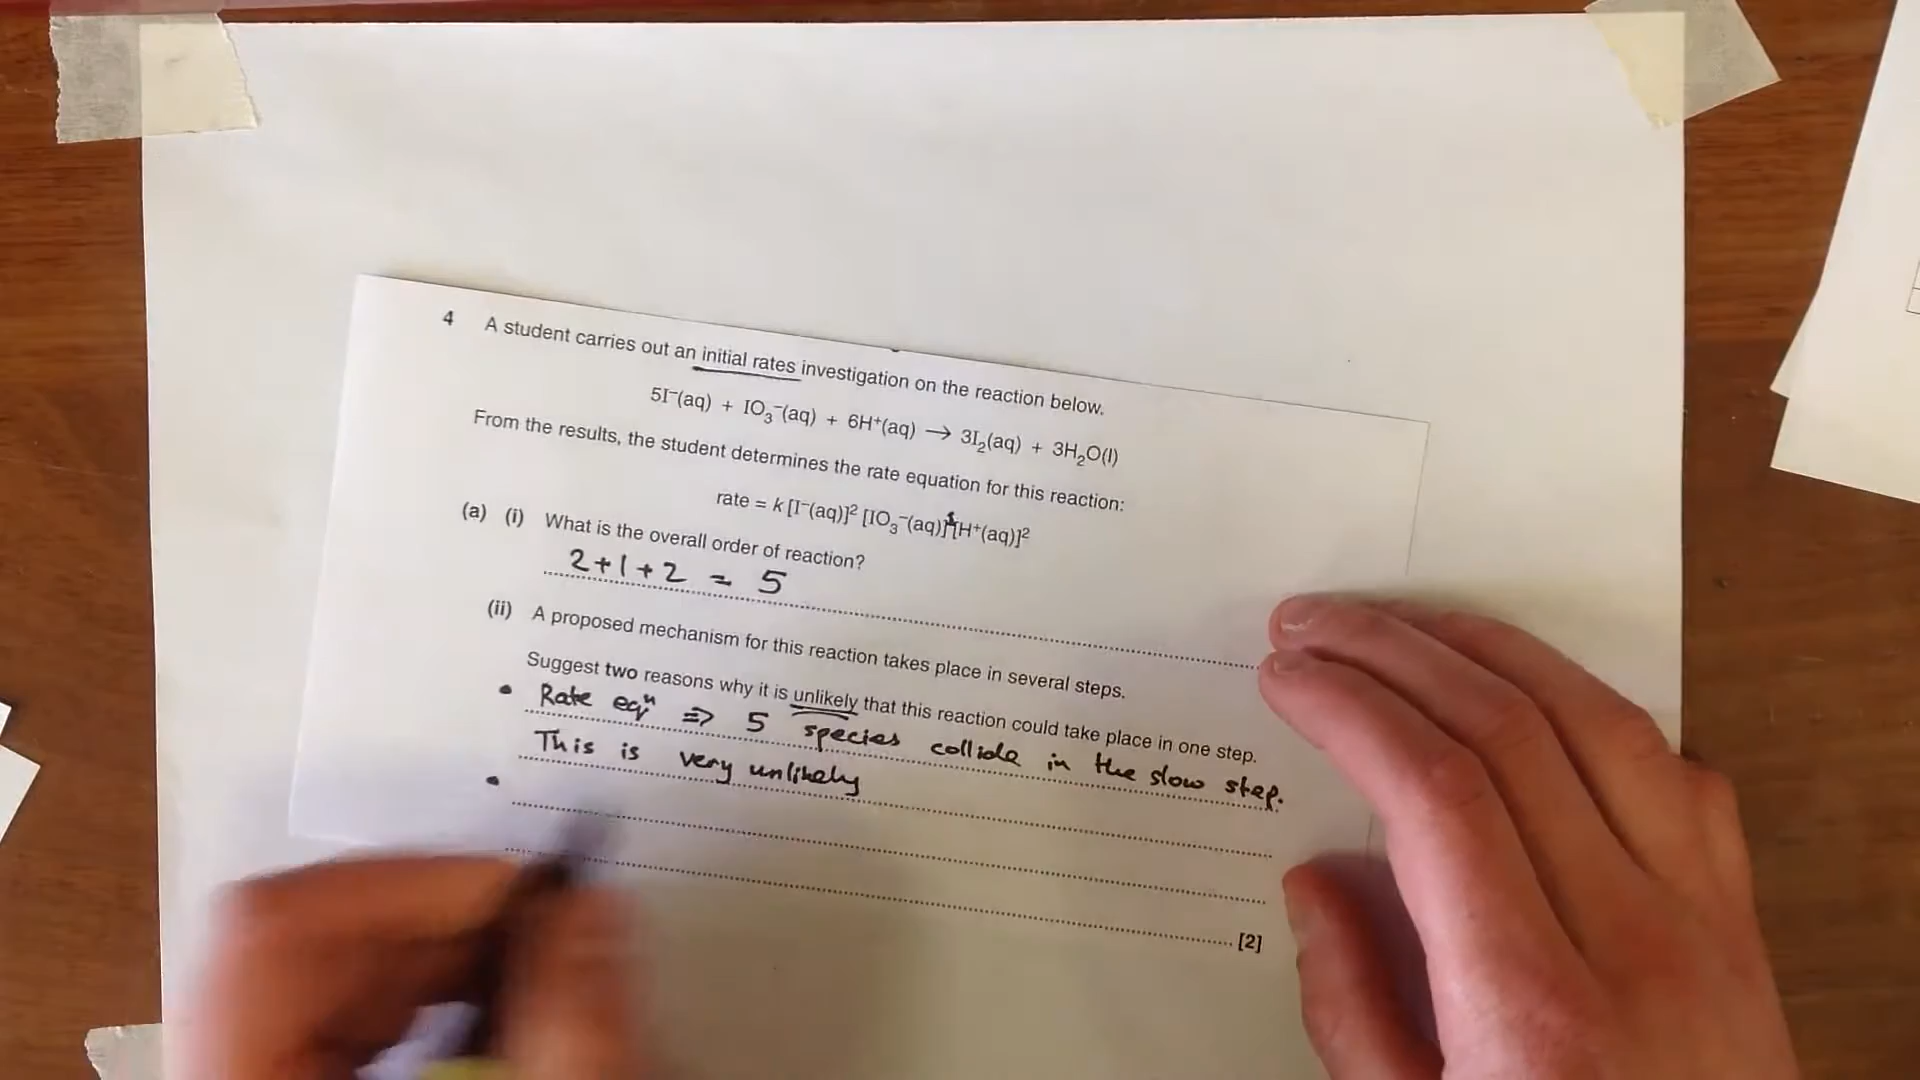 4 A student carries out an initial rates investigation on the reaction below.
5I⁻(aq) + IO₃⁻(aq) + 6H⁺(aq) → 3I₂(aq) + 3H₂O(l)
From the results, the student determines the rate equation for this reaction:
rate = k [I⁻(aq)]² [IO₃⁻(aq)]¹ [H⁺(aq)]²
(a) (i) What is the overall order of reaction?
2+1+2 = 5
(ii) A proposed mechanism for this reaction takes place in several steps.
Suggest two reasons why it is unlikely that this reaction could take place in one step.
• Rate eqⁿ ⇒ 5 species collide in the slow step.
This is very unlikely
•
[2]